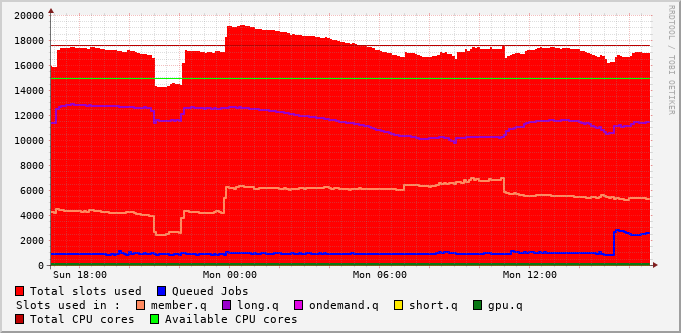 20000
18000
16000
14000
12000
10000
8000
6000
4000
2000
0
Sun 18:00 Mon 00:00 Mon 06:00 Mon 12:00
RRDTOOL / TOBI OETIKER
Total slots used Queued Jobs
Slots used in : member.q long.q ondemand.q short.q gpu.q
Total CPU cores Available CPU cores